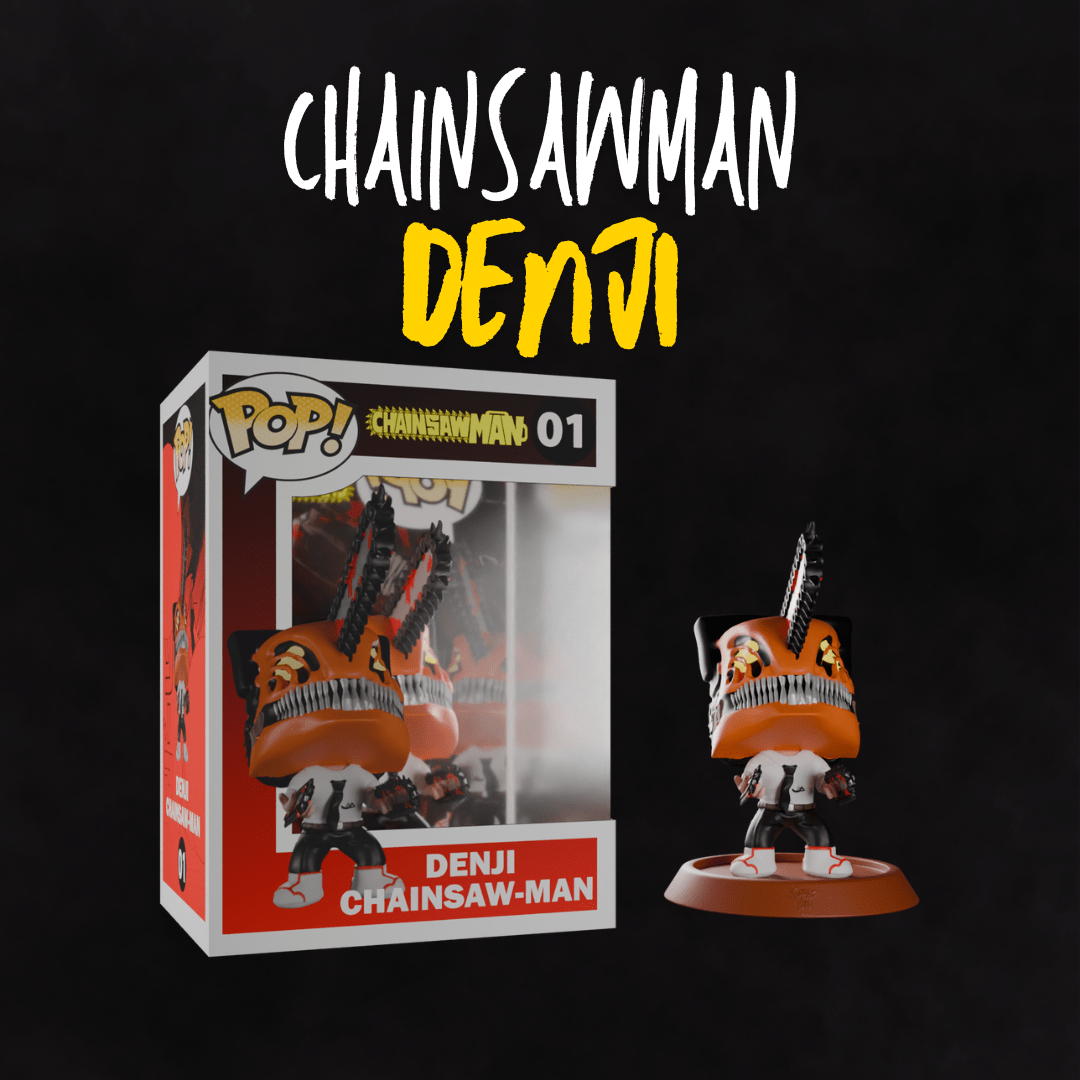 CHAINSAWMAN
DEnJI
POP! CHAINSAWMAN 01
POP!
DENJI
CHAINSAW-MAN
DENJI
CHAINSAW-MAN
01